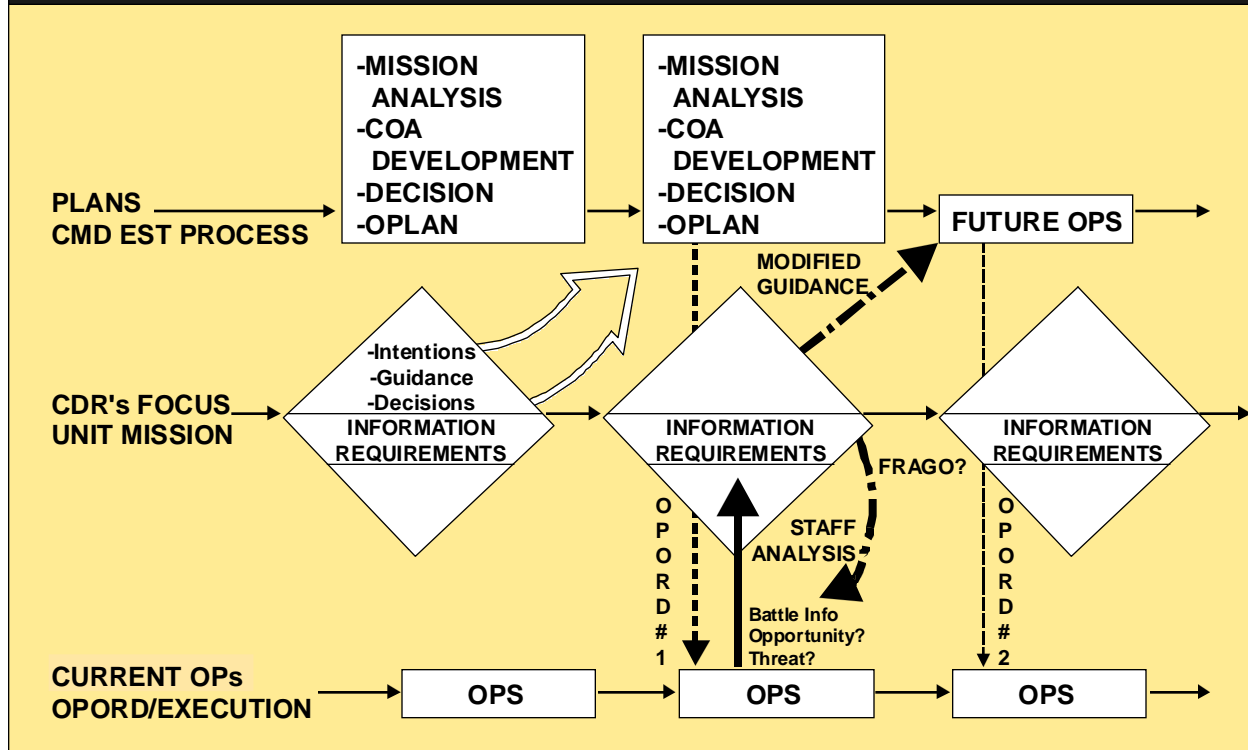 -MISSION
ANALYSIS
-COA
DEVELOPMENT
-DECISION
-OPLAN
-MISSION
ANALYSIS
-COA
DEVELOPMENT
-DECISION
-OPLAN
PLANS
CMD EST PROCESS
FUTURE OPS
MODIFIED
GUIDANCE
-Intentions
-Guidance
-Decisions
CDR's FOCUS
UNIT MISSION
INFORMATION
REQUIREMENTS
INFORMATION
REQUIREMENTS
INFORMATION
REQUIREMENTS
FRAGO?
STAFF
ANALYSIS
O
P
O
R
D
#
1
O
P
O
R
D
#
2
Battle Info
Opportunity?
Threat?
CURRENT OPs
OPORD/EXECUTION
OPS
OPS
OPS